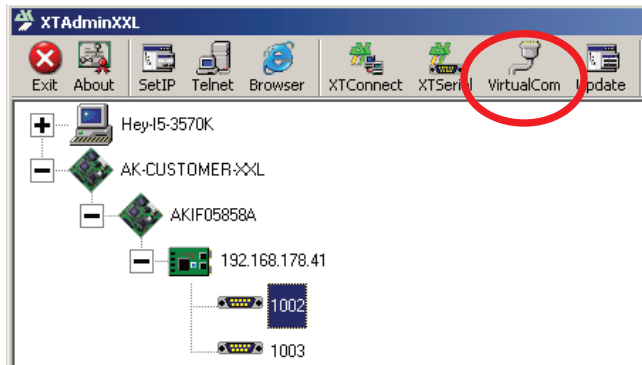 XTAdminXXL
Exit About SetIP Telnet Browser XTConnect XTSerial VirtualCom Update
Hey-I5-3570K
AK-CUSTOMER-XXL
AKIF05858A
192.168.178.41
1002
1003